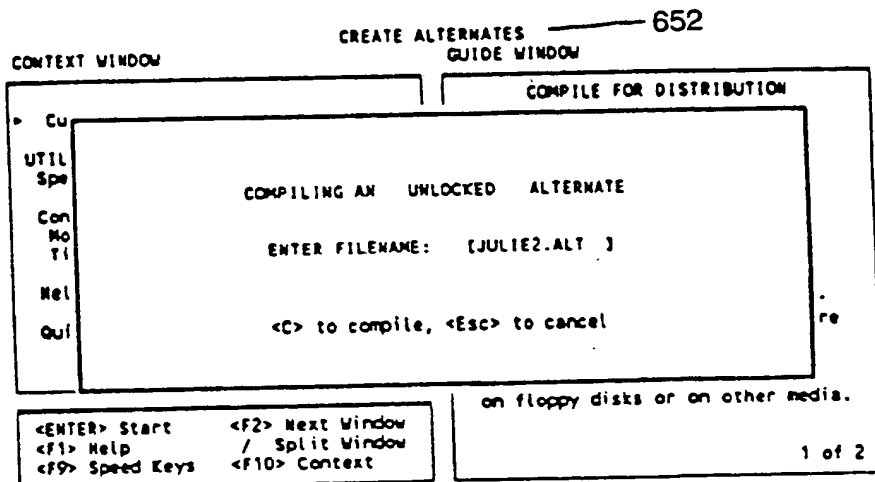 CREATE ALTERNATES 652
CONTEXT WINDOW GUIDE WINDOW
COMPILE FOR DISTRIBUTION
► Cu
UTIL
Spe
COMPILING AN UNLOCKED ALTERNATE
Con
Mo
Ti
ENTER FILENAME: [JULIE2.ALT ]
Hel .
Qui re
<C> to compile, <Esc> to cancel
on floppy disks or on other media.
<ENTER> Start <F2> Next Window
<F1> Help / Split Window
<F9> Speed Keys <F10> Context
1 of 2